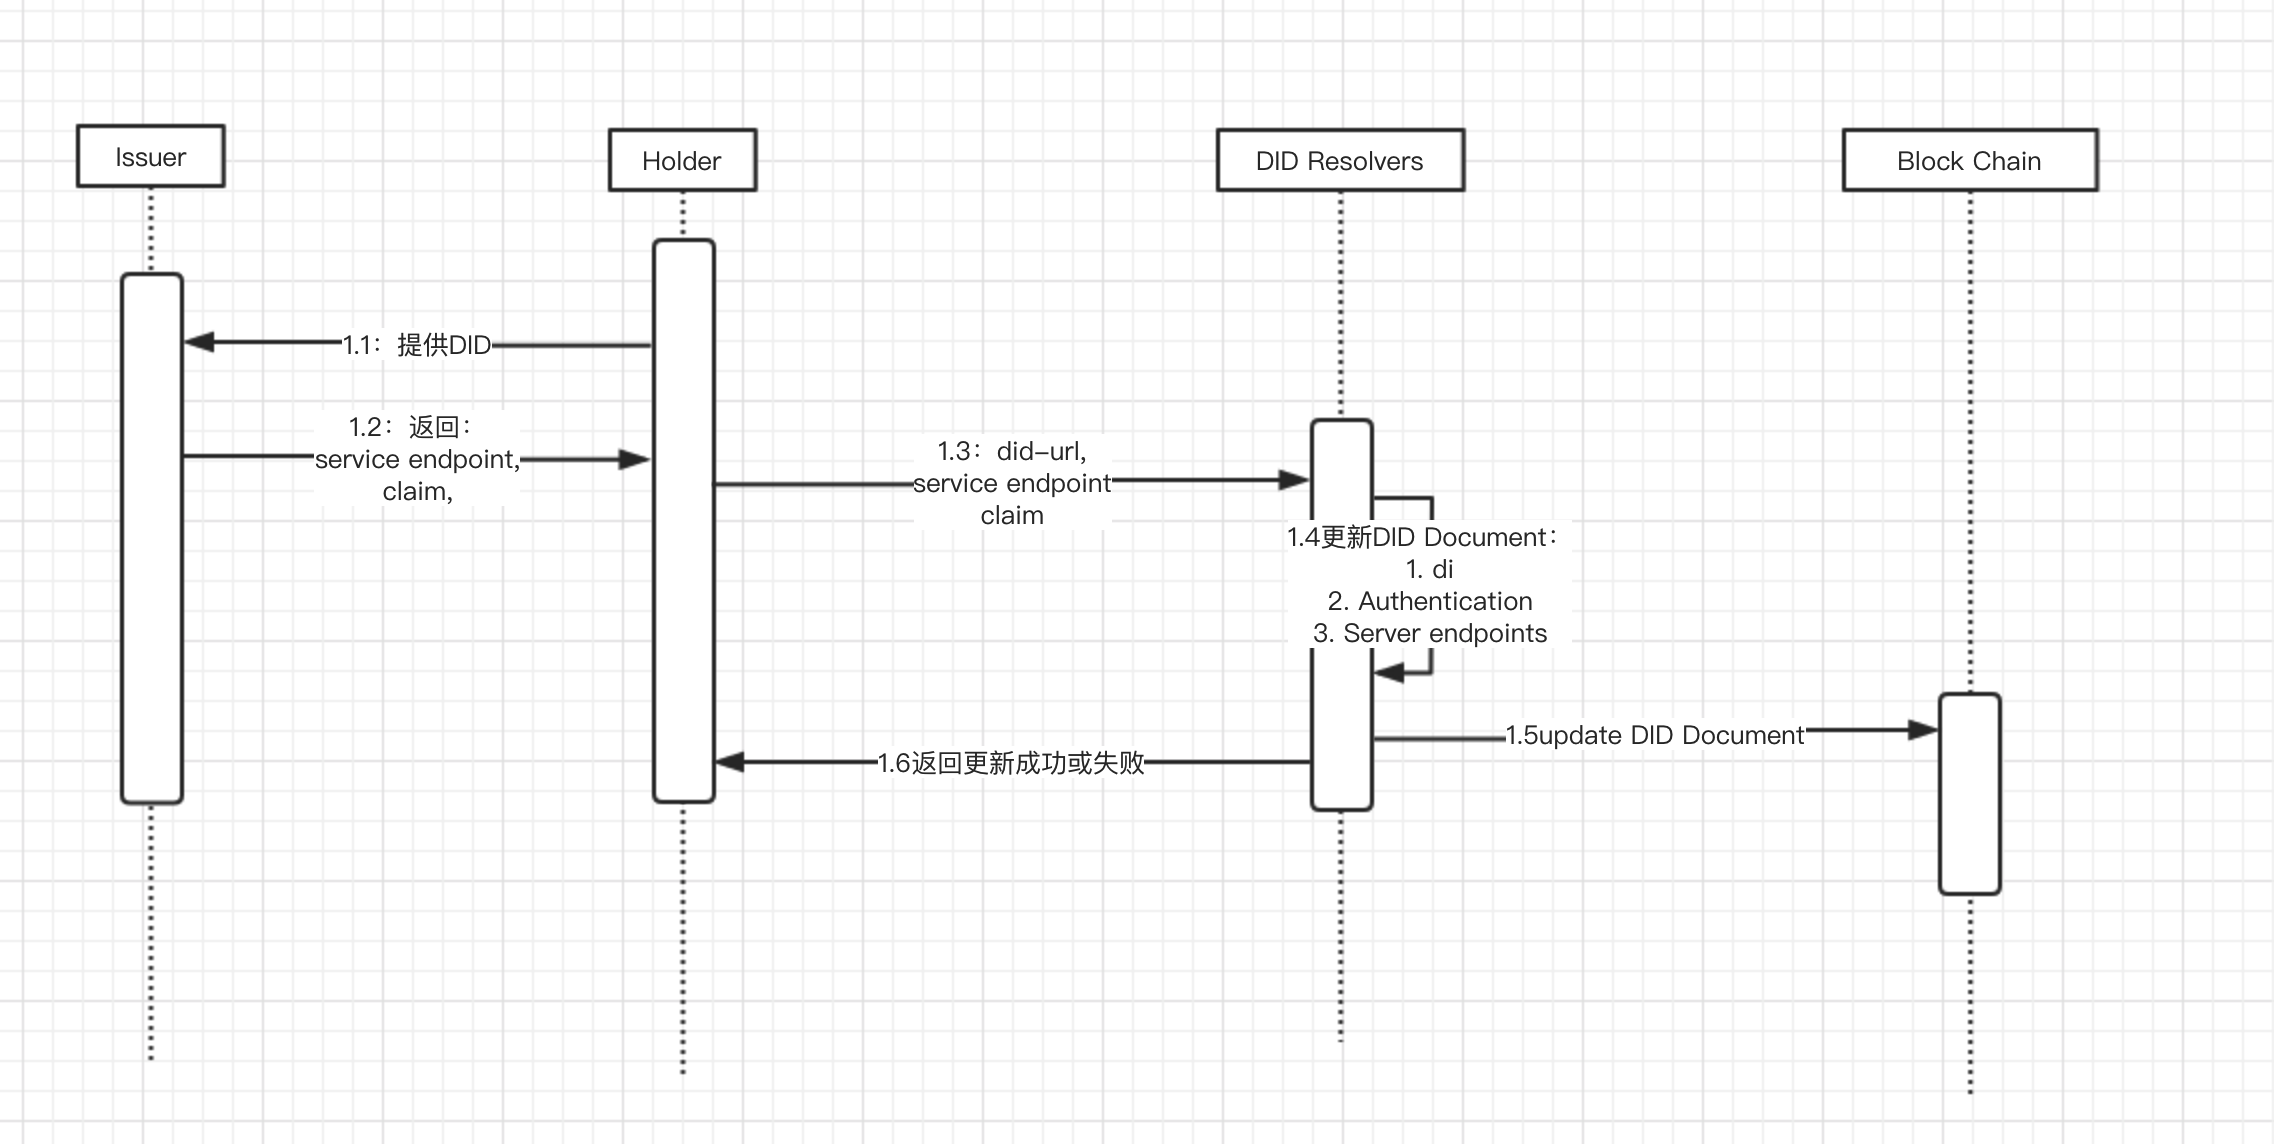 Issuer
Holder
DID Resolvers
Block Chain
1.1：提供DID
1.2：返回：
service endpoint,
claim,
1.3：did-url,
service endpoint
claim
1.4更新DID Document：
1. di
2. Authentication
3. Server endpoints
1.5update DID Document
1.6返回更新成功或失败